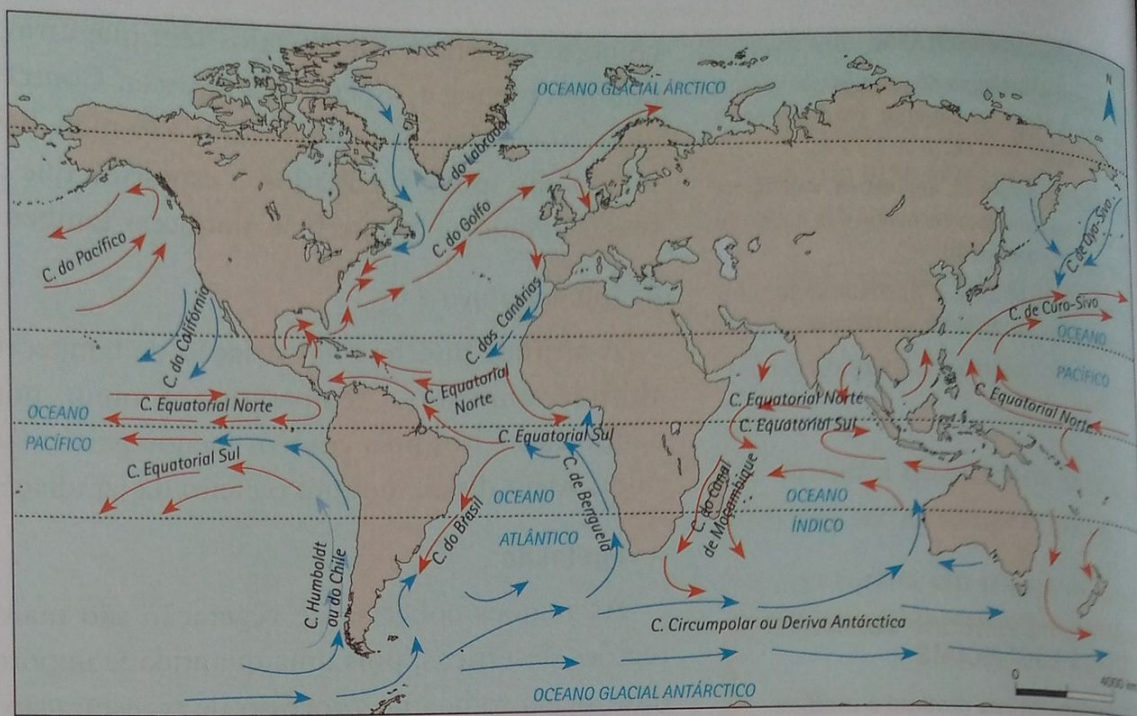 OCEANO GLACIAL ÁRCTICO
N
C. do Labrador
C. do Golfo
C. do Pacífico
C. da Califórnia
C. das Canárias
C. de Oya-Sivo
C. de Curo-Sivo
OCEANO
PACÍFICO
C. Equatorial Norte
C. Equatorial
Norte
C. Equatorial Norte
C. Equatorial Norte
OCEANO
PACÍFICO
C. Equatorial Sul
C. Equatorial Sul
C. Equatorial Sul
C. do Brasil
OCEANO
ATLÂNTICO
C. de Benguela
C. do Canal
de Moçambique
OCEANO
ÍNDICO
C. Humboldt
ou do Chile
C. Circumpolar ou Deriva Antárctica
OCEANO GLACIAL ANTÁRCTICO
0
4000 km